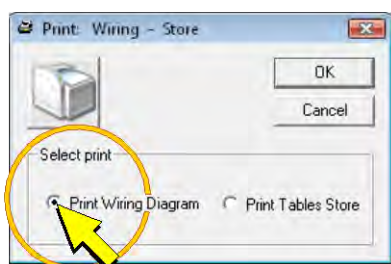 Print: Wiring - Store
OK
Cancel
Select print
Print Wiring Diagram
Print Tables Store